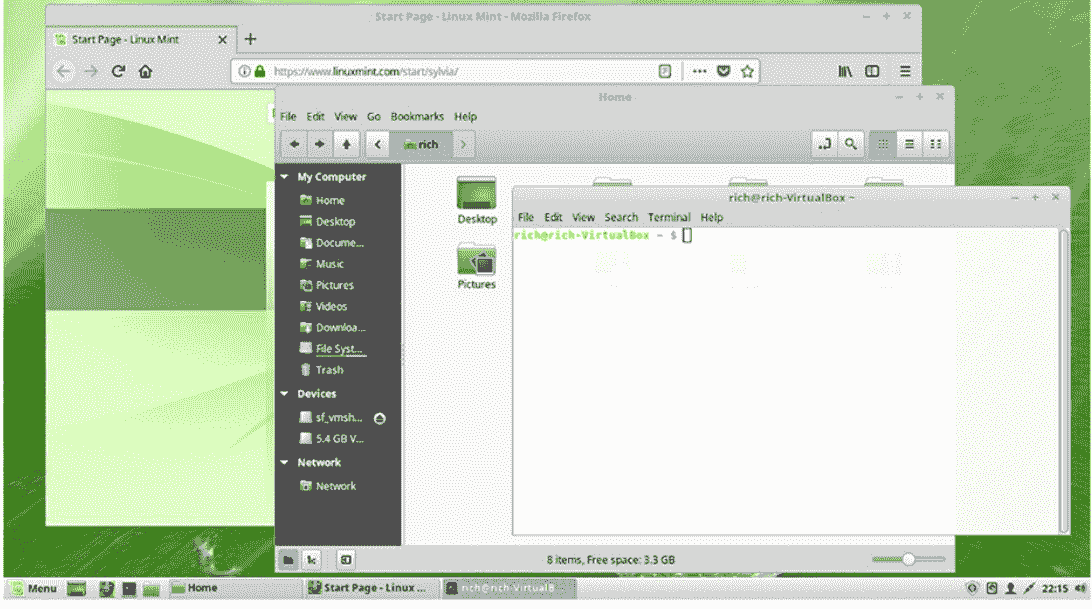 Start Page - Linux Mint - Mozilla Firefox
Start Page - Linux Mint
https://www.linuxmint.com/start/sylvia/
Home
File Edit View Go Bookmarks Help
rich
My Computer
Home
Desktop
Docume...
Music
Pictures
Videos
Downloa...
File Syst...
Trash
Devices
sf_vmsh...
5.4 GB V...
Network
Network
Desktop
Pictures
rich@rich-VirtualBox ~
File Edit View Search Terminal Help
rich@rich-VirtualBox ~ $
8 items, Free space: 3.3 GB
Menu Home Start Page - Linux ... rich@rich-VirtualB... 22:15